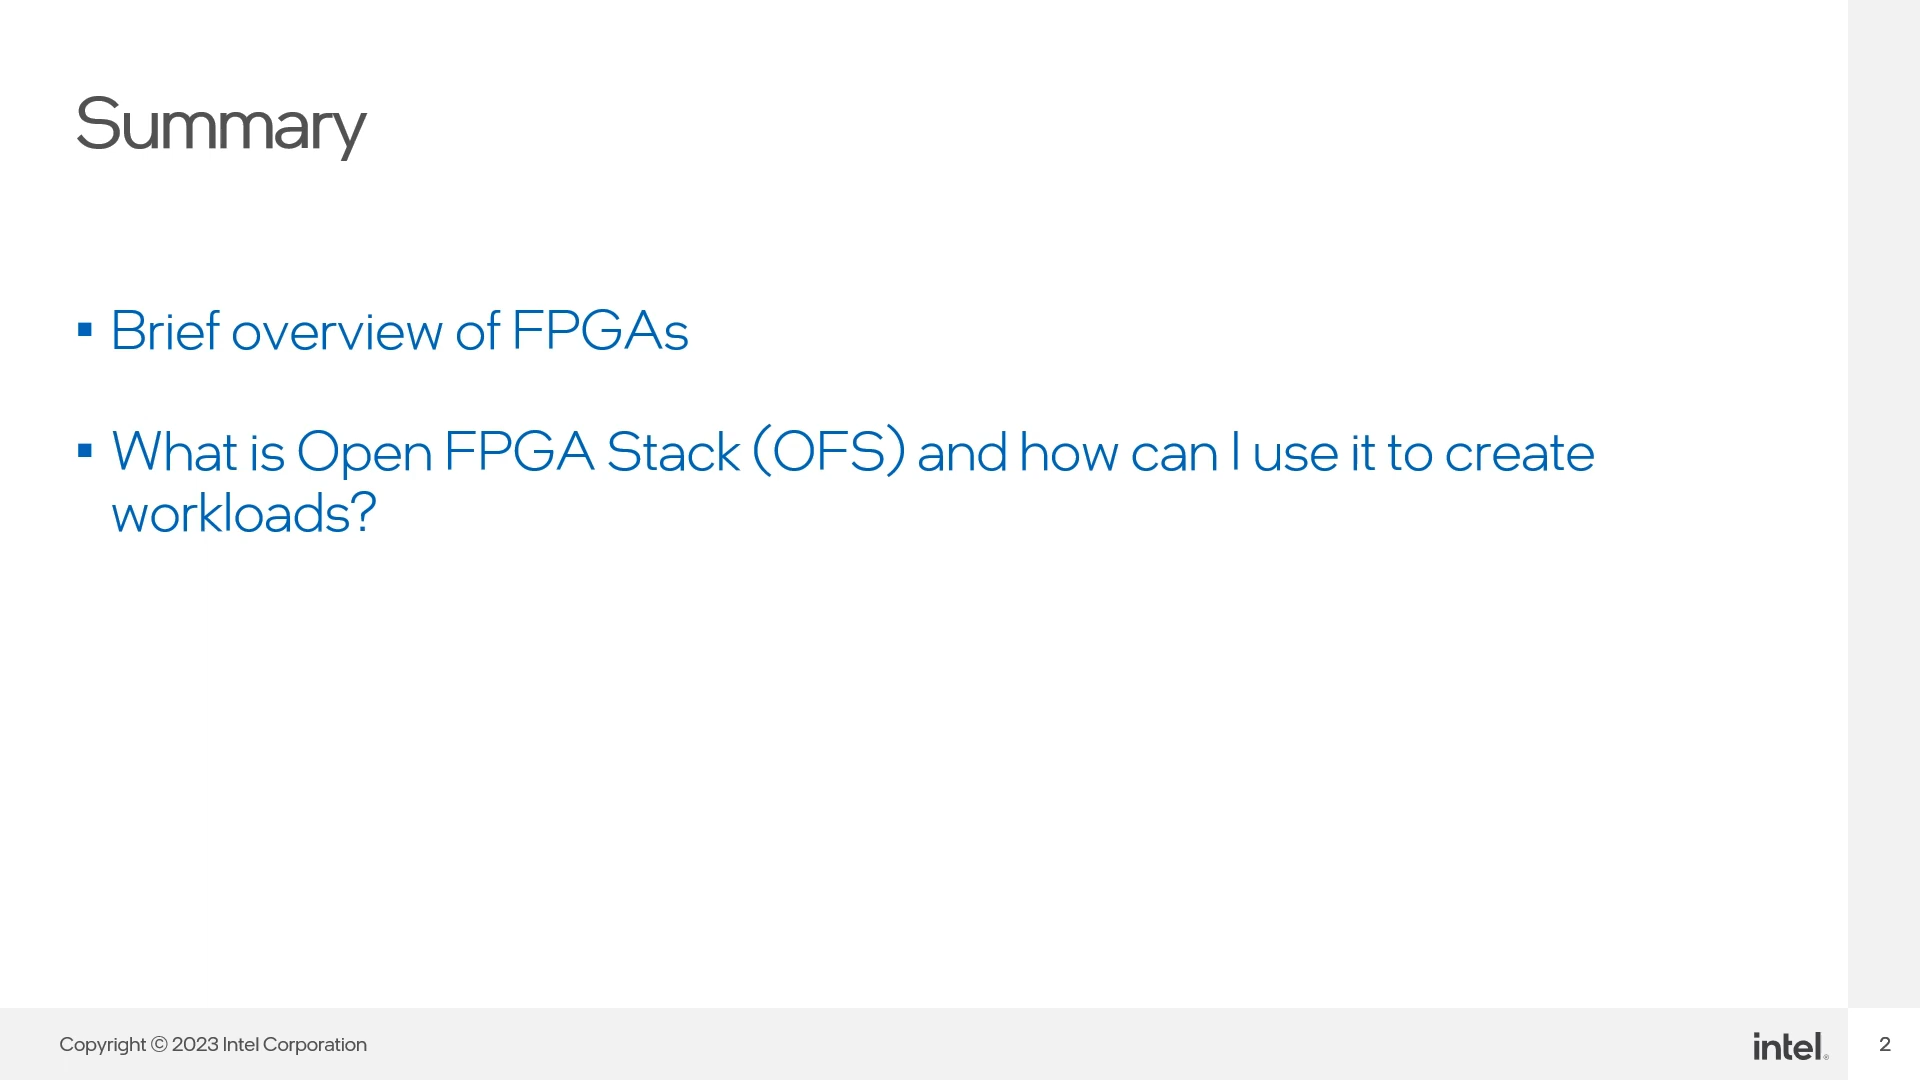 Summary
▪ Brief overview of FPGAs
▪ What is Open FPGA Stack (OFS) and how can I use it to create
workloads?
Copyright © 2023 Intel Corporation
intel®
2